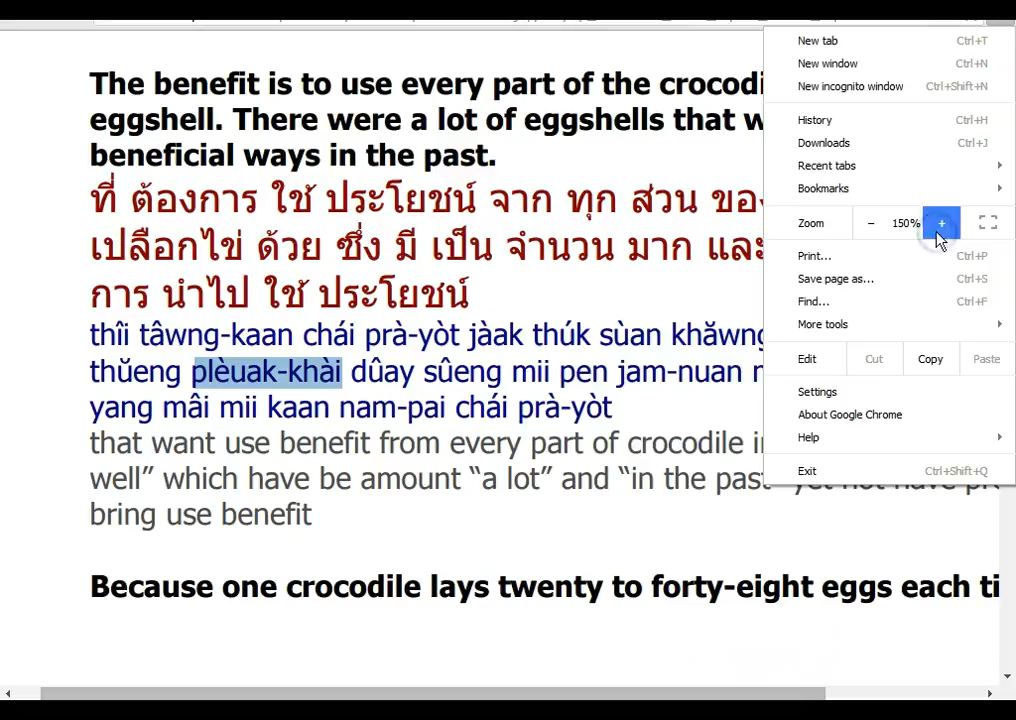 The benefit is to use every part of the
eggshell. There were a lot of eggshells that
beneficial ways in the past.
ที่ ต้องการ ใช้ ประโยชน์ จาก ทุก ส่วน
เปลือกไข่ ด้วย ซึ่ง มี เป็น จำนวน มาก และ
การ นำไป ใช้ ประโยชน์
thîi tâwng-kaan chái prà-yòt jàak thúk sùan khăwng
thŭeng plèuak-khài dûay sûeng mii pen jam-nuan
yang mâi mii kaan nam-pai chái prà-yòt
that want use benefit from every part of crocodile
well” which have be amount “a lot” and “in the past” yet not have
bring use benefit
Because one crocodile lays twenty to forty-eight eggs each
New tab Ctrl+T
New window Ctrl+N
New incognito window Ctrl+Shift+N
History Ctrl+H
Downloads Ctrl+J
Recent tabs
Bookmarks
Zoom − 150% +
Print... Ctrl+P
Save page as... Ctrl+S
Find... Ctrl+F
More tools
Edit Cut Copy Paste
Settings
About Google Chrome
Help
Exit Ctrl+Shift+Q